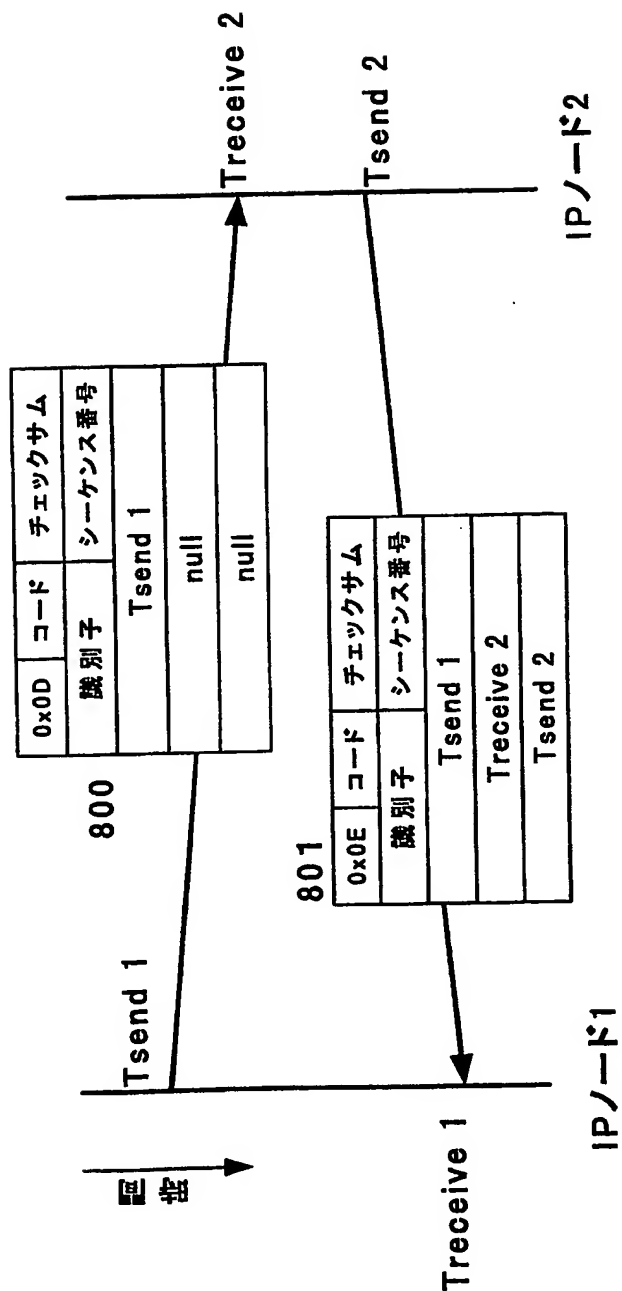 時間
Tsend 1
800
0x0D コード チェックサム
識別子 シーケンス番号
Tsend 1
null
null
Treceive 2
Tsend 2
801
0x0E コード チェックサム
識別子 シーケンス番号
Tsend 1
Treceive 2
Tsend 2
Treceive 1
IPノード1
IPノード2